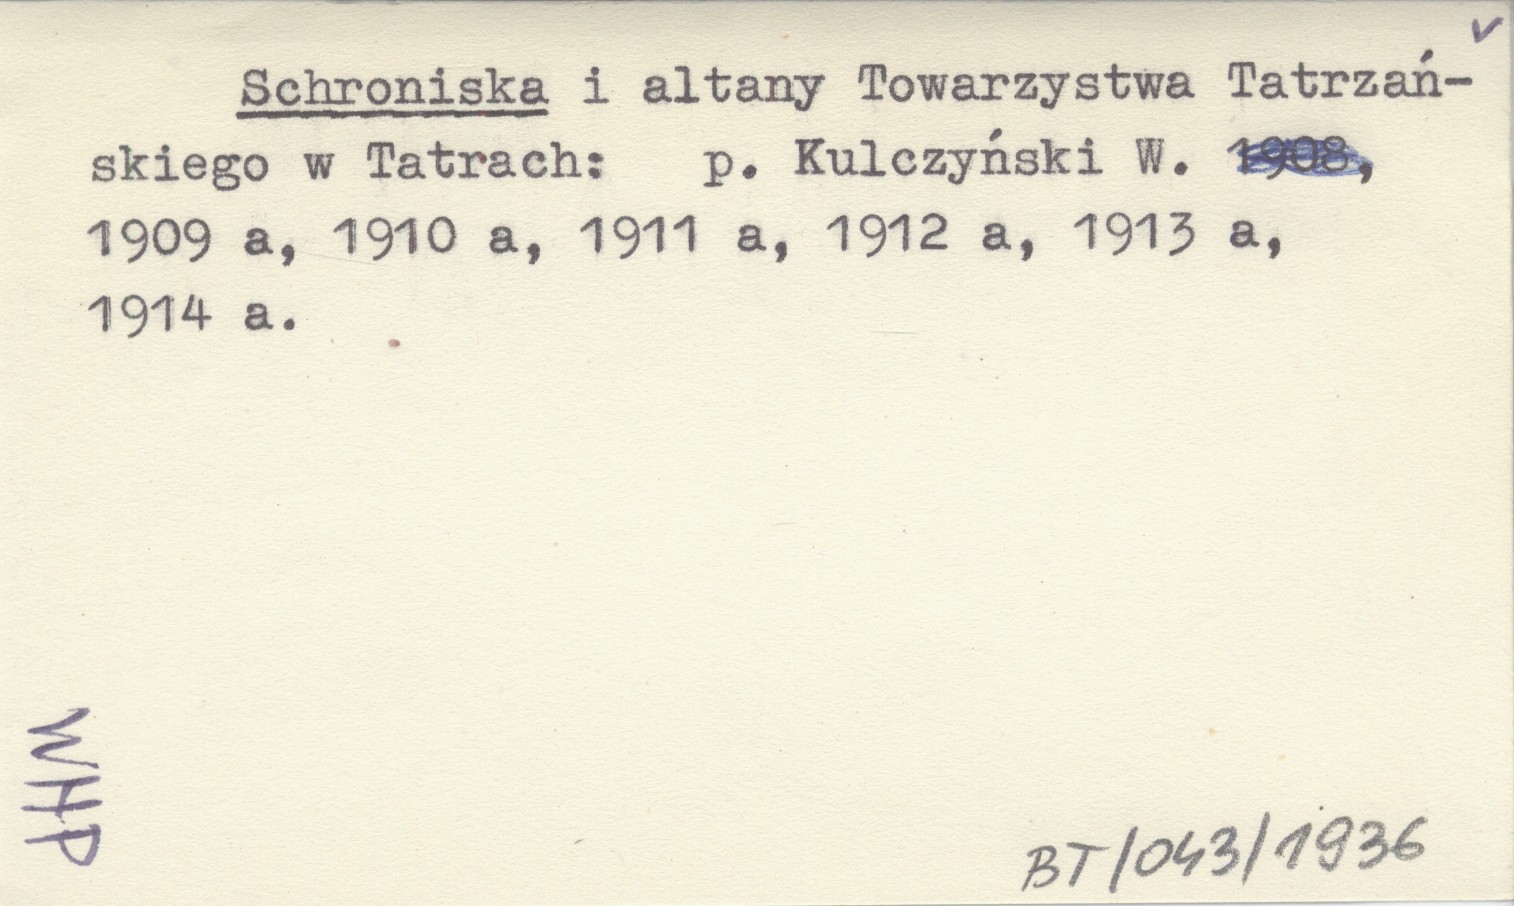 v
Schroniska i altany Towarzystwa Tatrzań-
skiego w Tatrach: p. Kulczyński W. 1908,
1909 a, 1910 a, 1911 a, 1912 a, 1913 a,
1914 a.
WHP
BT/043/1936